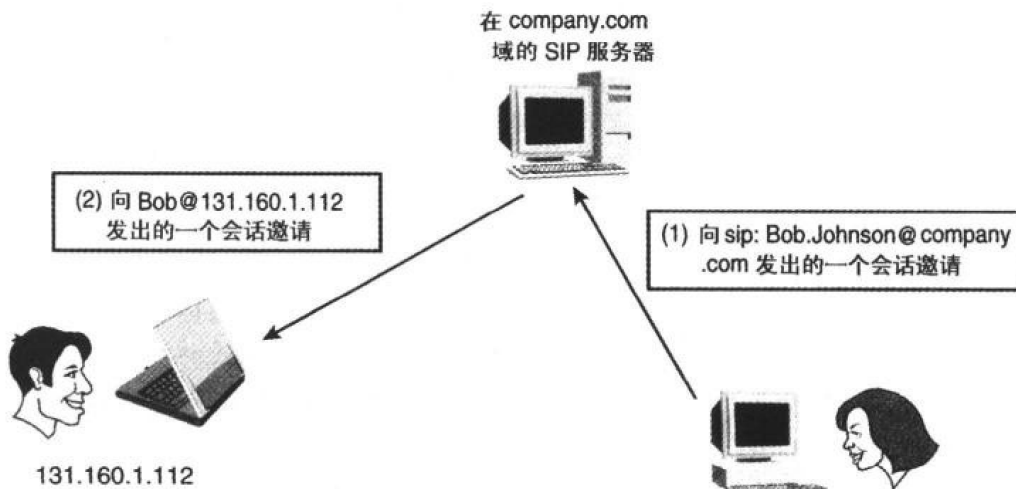 在 company.com
域的 SIP 服务器
(2) 向 Bob@131.160.1.112
发出的一个会话邀请
(1) 向 sip: Bob.Johnson@company
.com 发出的一个会话邀请
131.160.1.112